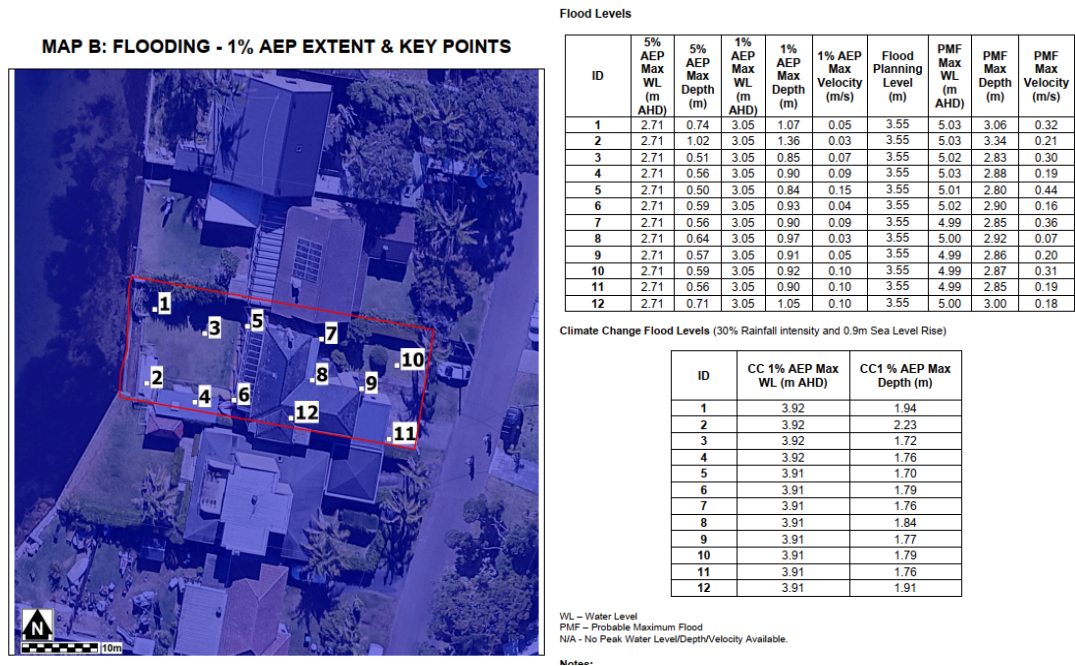 MAP B: FLOODING - 1% AEP EXTENT & KEY POINTS
1
2
3
4
5
6
7
8
9
10
11
12
N
10m
Flood Levels
ID 5% AEP Max WL (m AHD) 5% AEP Max Depth (m) 1% AEP Max WL (m AHD) 1% AEP Max Depth (m) 1% AEP Max Velocity (m/s) Flood Planning Level (m) PMF Max WL (m AHD) PMF Max Depth (m) PMF Max Velocity (m/s)
1 2.71 0.74 3.05 1.07 0.05 3.55 5.03 3.06 0.32
2 2.71 1.02 3.05 1.36 0.03 3.55 5.03 3.34 0.21
3 2.71 0.51 3.05 0.85 0.07 3.55 5.02 2.83 0.30
4 2.71 0.56 3.05 0.90 0.09 3.55 5.03 2.88 0.19
5 2.71 0.50 3.05 0.84 0.15 3.55 5.01 2.80 0.44
6 2.71 0.59 3.05 0.93 0.04 3.55 5.02 2.90 0.16
7 2.71 0.56 3.05 0.90 0.09 3.55 4.99 2.85 0.36
8 2.71 0.64 3.05 0.97 0.03 3.55 5.00 2.92 0.07
9 2.71 0.57 3.05 0.91 0.05 3.55 4.99 2.86 0.20
10 2.71 0.59 3.05 0.92 0.10 3.55 4.99 2.87 0.31
11 2.71 0.56 3.05 0.90 0.10 3.55 4.99 2.85 0.19
12 2.71 0.71 3.05 1.05 0.10 3.55 5.00 3.00 0.18
Climate Change Flood Levels (30% Rainfall intensity and 0.9m Sea Level Rise)
ID CC 1% AEP Max WL (m AHD) CC1 % AEP Max Depth (m)
1 3.92 1.94
2 3.92 2.23
3 3.92 1.72
4 3.92 1.76
5 3.91 1.70
6 3.91 1.79
7 3.91 1.76
8 3.91 1.84
9 3.91 1.77
10 3.91 1.79
11 3.91 1.76
12 3.91 1.91
WL – Water Level
PMF – Probable Maximum Flood
N/A - No Peak Water Level/Depth/Velocity Available.
Notes: